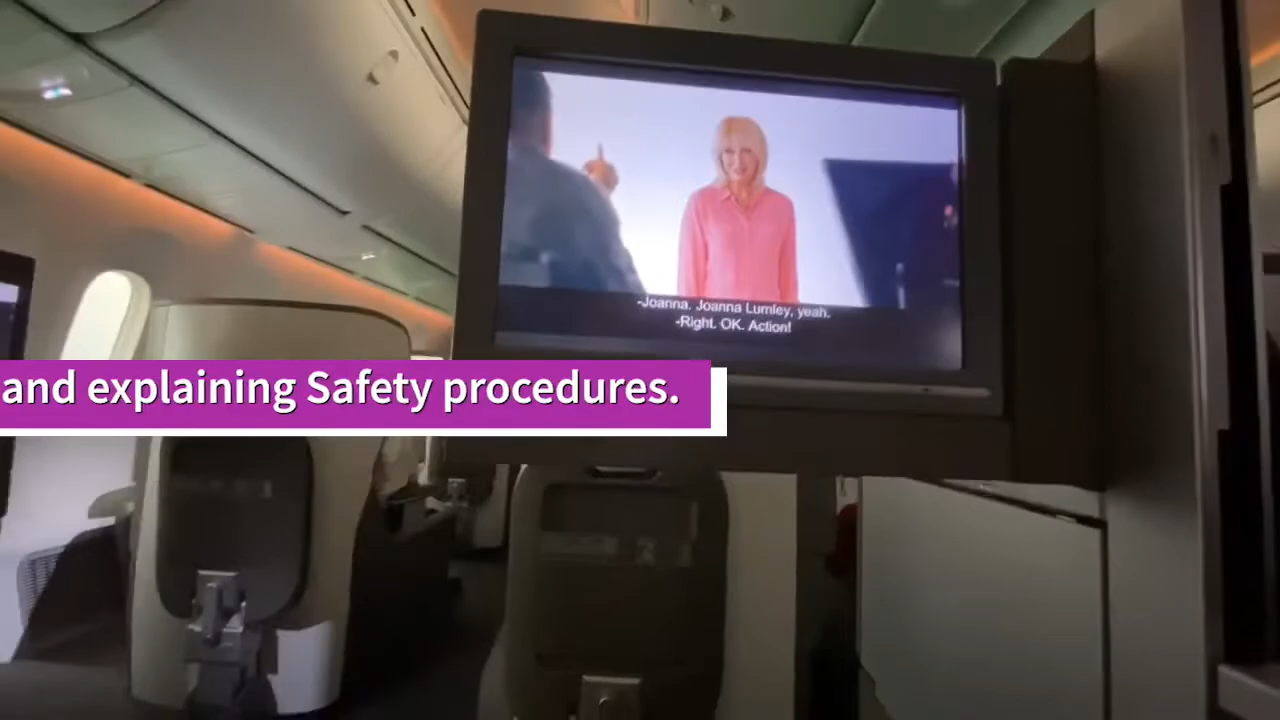 -Joanna. Joanna Lumley, yeah.
-Right. OK. Action!
and explaining Safety procedures.